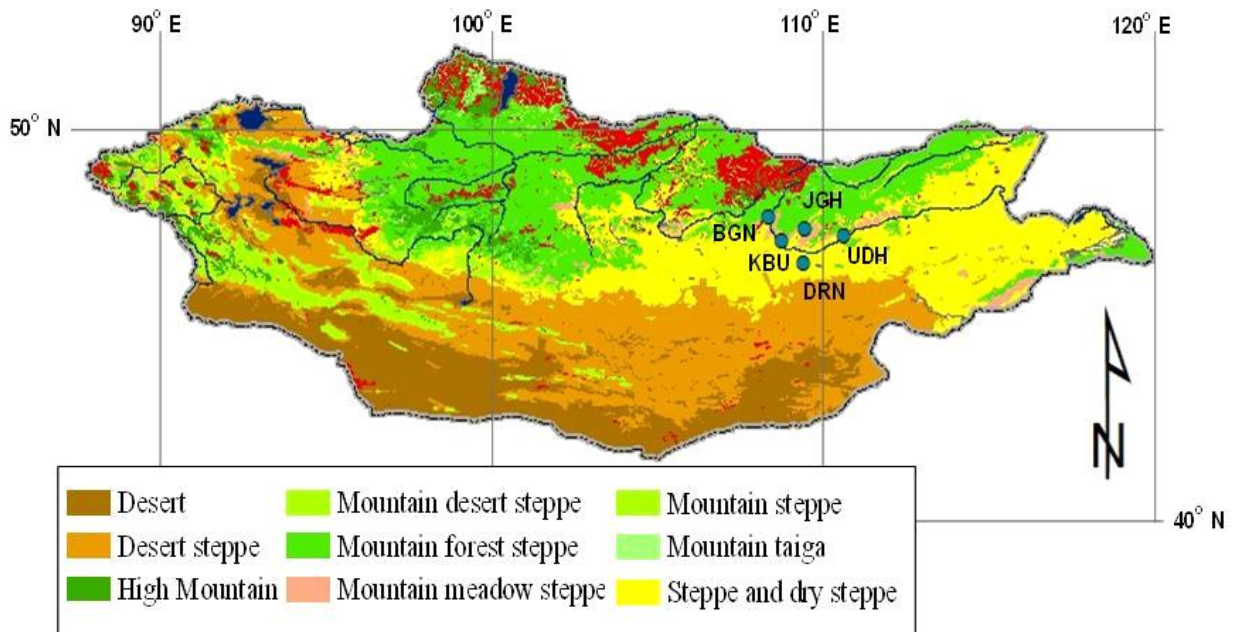 90° E 100° E 110° E 120° E
50° N
JGH
BGN
UDH
KBU
DRN
N
40° N
Desert Mountain desert steppe Mountain steppe
Desert steppe Mountain forest steppe Mountain taiga
High Mountain Mountain meadow steppe Steppe and dry steppe